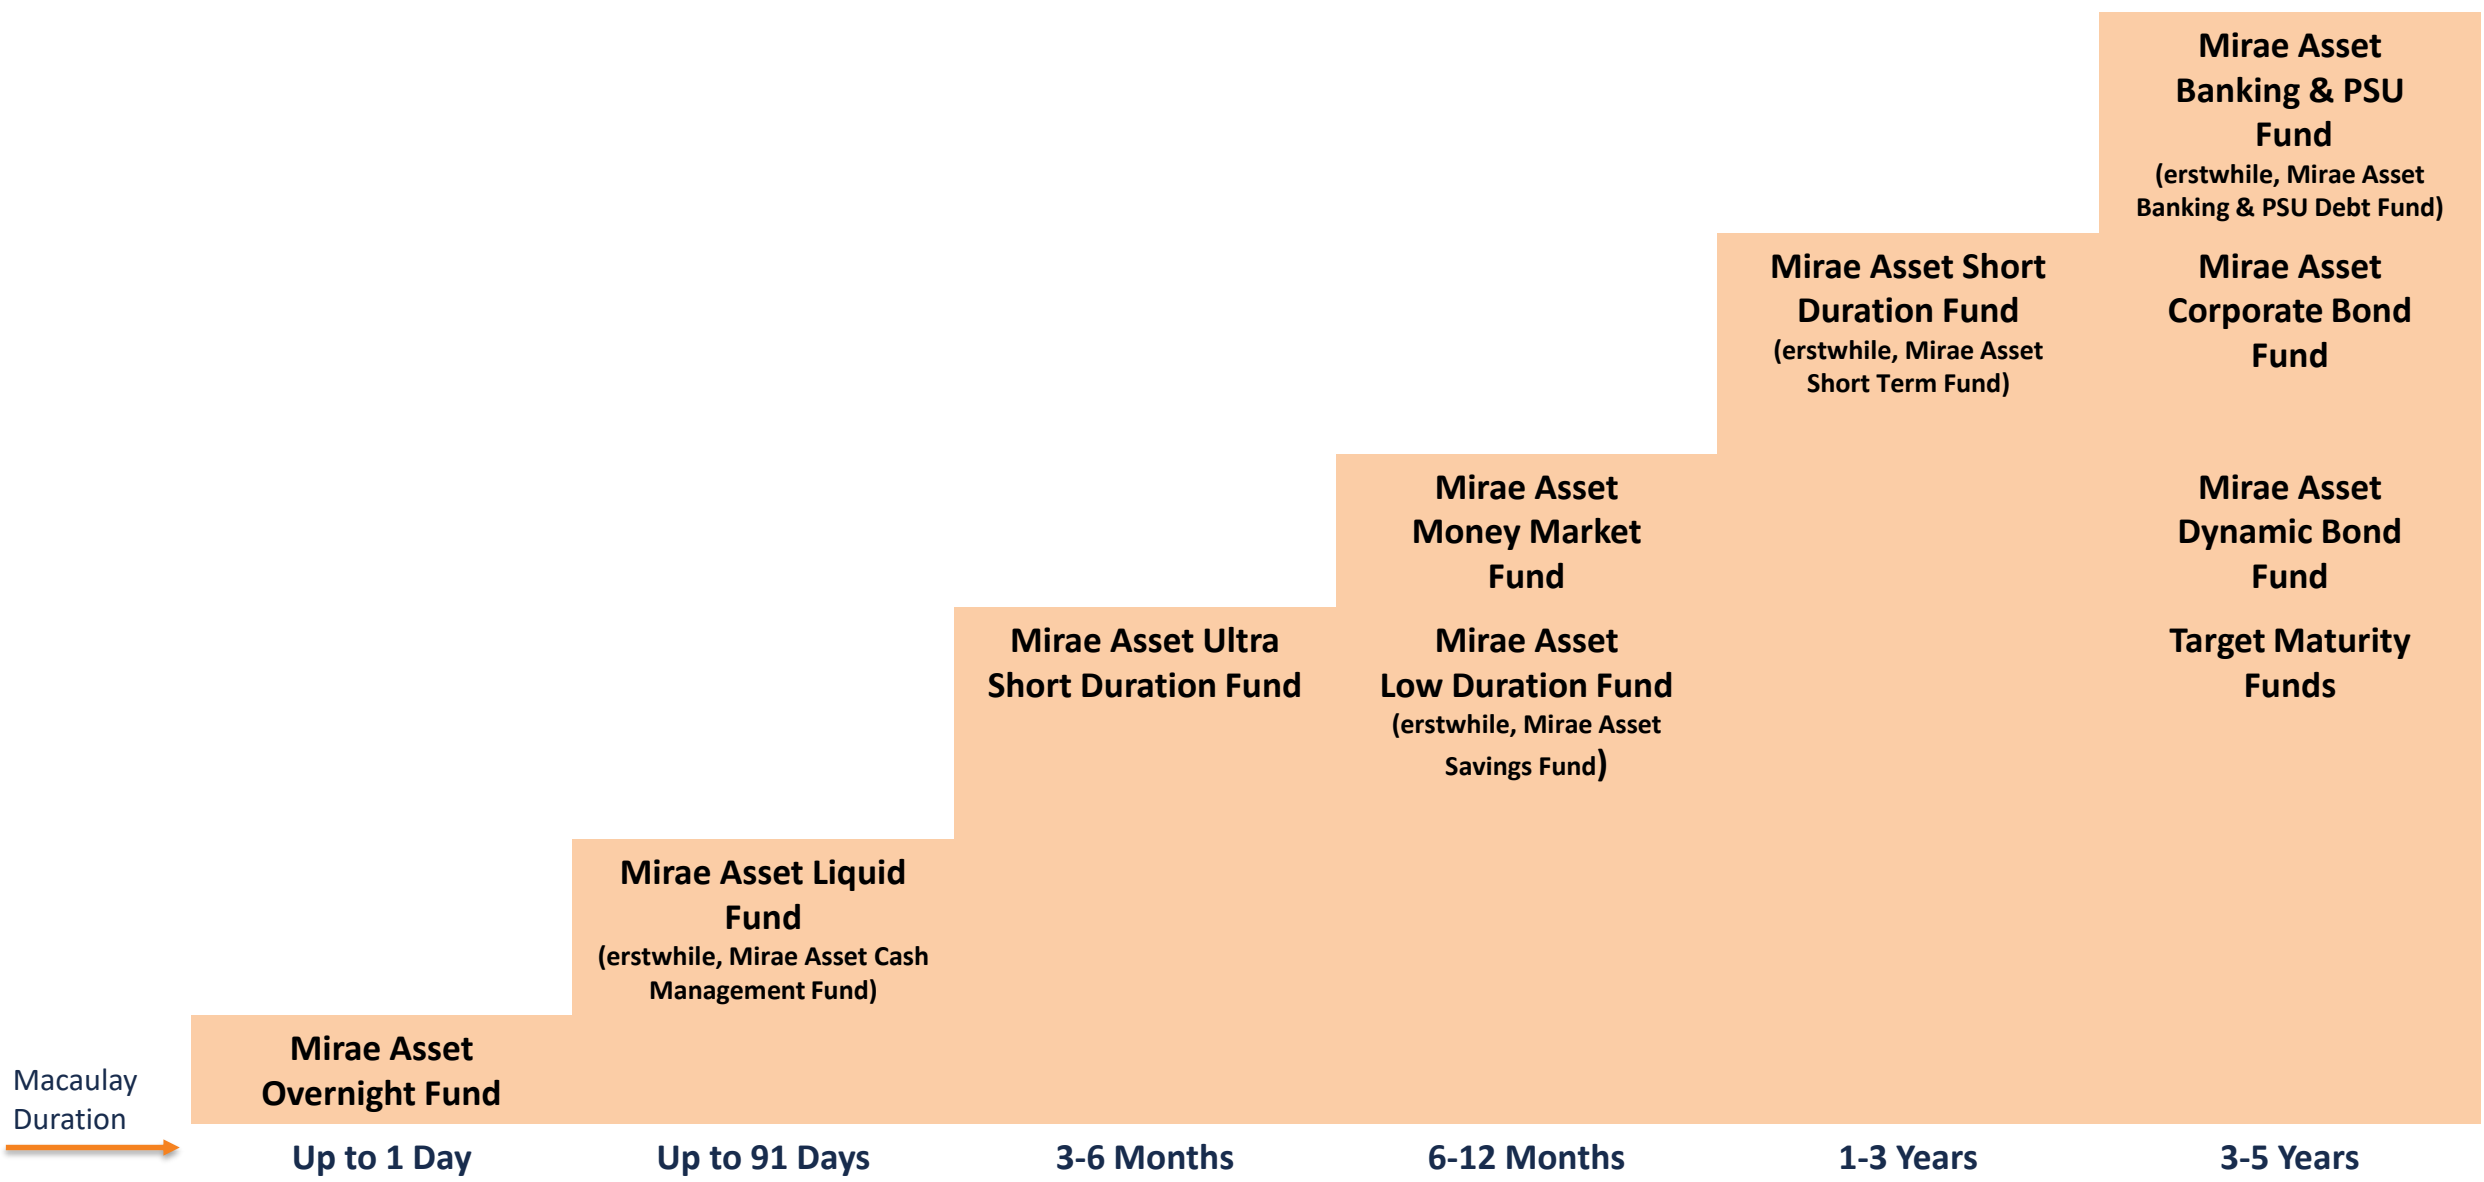 Mirae Asset
Banking & PSU
Fund
(erstwhile, Mirae Asset
Banking & PSU Debt Fund)
Mirae Asset Short
Duration Fund
(erstwhile, Mirae Asset
Short Term Fund)
Mirae Asset
Corporate Bond
Fund
Mirae Asset
Money Market
Fund
Mirae Asset
Dynamic Bond
Fund
Mirae Asset Ultra
Short Duration Fund
Mirae Asset
Low Duration Fund
(erstwhile, Mirae Asset
Savings Fund)
Target Maturity
Funds
Mirae Asset Liquid
Fund
(erstwhile, Mirae Asset Cash
Management Fund)
Mirae Asset
Overnight Fund
Macaulay
Duration
Up to 1 Day
Up to 91 Days
3-6 Months
6-12 Months
1-3 Years
3-5 Years